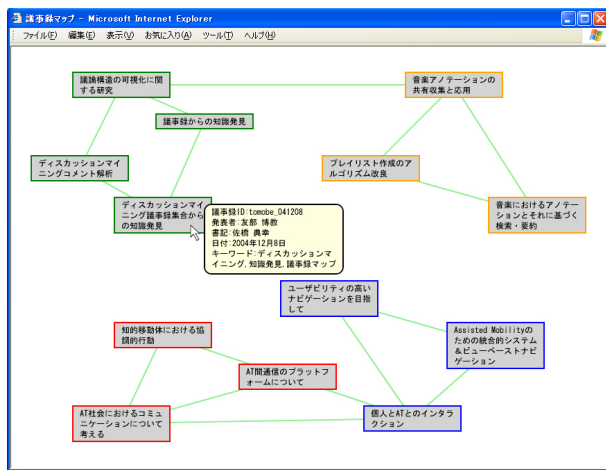 議事録マップ - Microsoft Internet Explorer
ファイル(F) 編集(E) 表示(V) お気に入り(A) ツール(T) ヘルプ(H)
議論構造の可視化に関
する研究
音楽アノテーションの
共有収集と応用
議事録からの知識発見
ディスカッションマイ
ニングコメント解析
プレイリスト作成のア
ルゴリズム改良
ディスカッションマイ
ニング議事録集合から
の知識発見
音楽におけるアノテー
ションとそれに基づく
検索・要約
議事録ID:tomobe_041208
発表者:友部 博教
書記:佐橋 典幸
日付:2004年12月8日
キーワード:ディスカッションマ
イニング,知識発見,議事録マップ
ユーザビリティの高い
ナビゲーションを目指
して
知的移動体における協
調的行動
Assisted Mobilityの
ための統合的システム
&ビューベーストナビ
ゲーション
AT間通信のプラットフ
ォームについて
AT社会におけるコミュ
ニケーションについて
考える
個人とATとのインタラ
クション